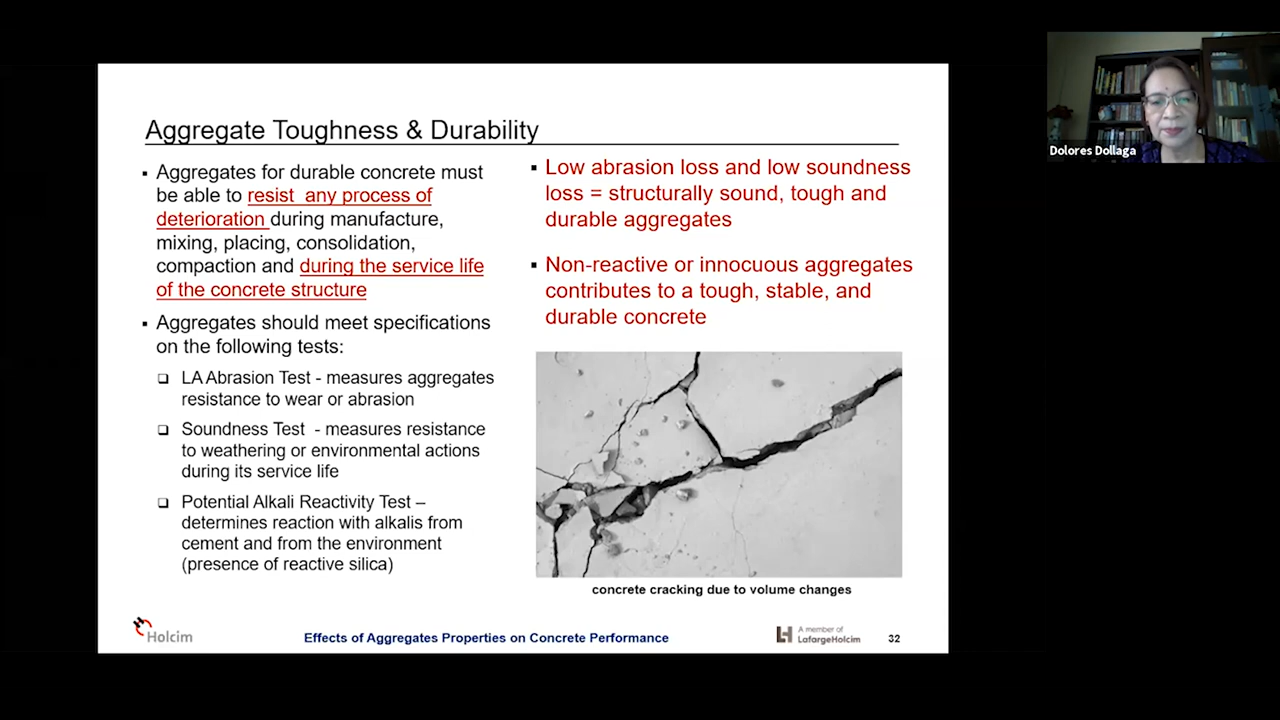 Aggregate Toughness & Durability
▪ Aggregates for durable concrete must
be able to resist any process of
deterioration during manufacture,
mixing, placing, consolidation,
compaction and during the service life
of the concrete structure
▪ Aggregates should meet specifications
on the following tests:
❑ LA Abrasion Test - measures aggregates
resistance to wear or abrasion
❑ Soundness Test - measures resistance
to weathering or environmental actions
during its service life
❑ Potential Alkali Reactivity Test –
determines reaction with alkalis from
cement and from the environment
(presence of reactive silica)
▪ Low abrasion loss and low soundness
loss = structurally sound, tough and
durable aggregates
▪ Non-reactive or innocuous aggregates
contributes to a tough, stable, and
durable concrete
concrete cracking due to volume changes
Holcim
Effects of Aggregates Properties on Concrete Performance
A member of
LafargeHolcim
32
Dolores Dollaga